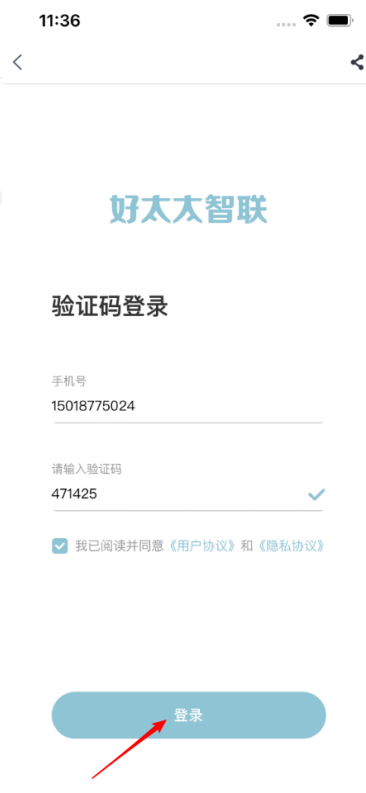 11:36
好太太智联
验证码登录
手机号
15018775024
请输入验证码
471425
我已阅读并同意《用户协议》和《隐私协议》
登录